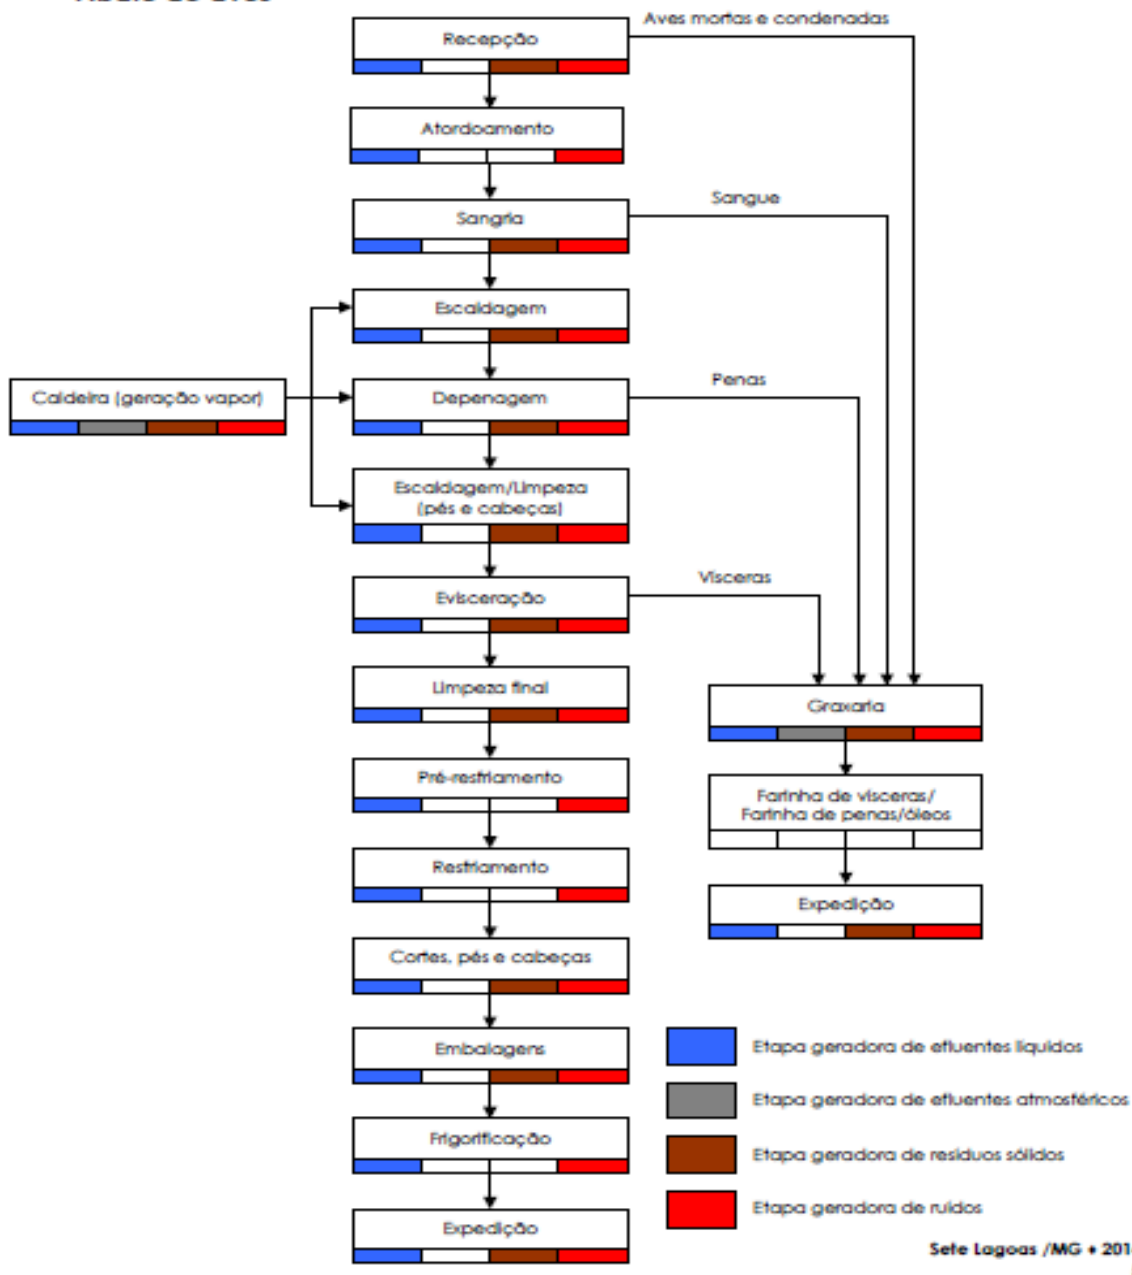 Aves mortas e condenadas
Recepção
Atordoamento
Sangria
Sangue
Escaldagem
Caldeira (geração vapor)
Depenagem
Penas
Escaldagem/Limpeza
(pés e cabeças)
Evisceração
Vísceras
Limpeza final
Graxaria
Pré-resfriamento
Farinha de vísceras/
Farinha de penas/óleos
Resfriamento
Expedição
Cortes, pés e cabeças
Embalagens
Frigorificação
Expedição
Etapa geradora de efluentes líquidos
Etapa geradora de efluentes atmosféricos
Etapa geradora de resíduos sólidos
Etapa geradora de ruídos
Sete Lagoas /MG • 201